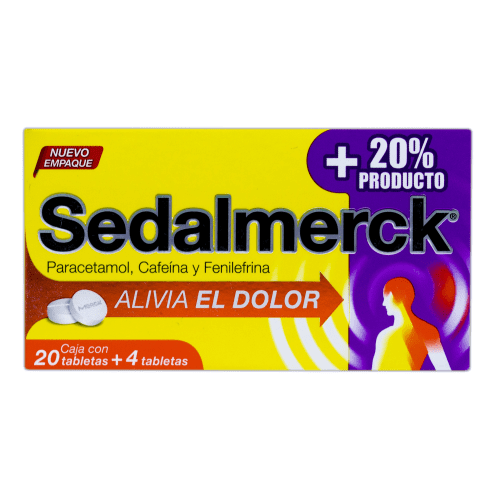 NUEVO
EMPAQUE
+ 20%
PRODUCTO
Sedalmerck®
Paracetamol, Cafeína y Fenilefrina
ALIVIA EL DOLOR
Caja con
20 tabletas + 4 tabletas